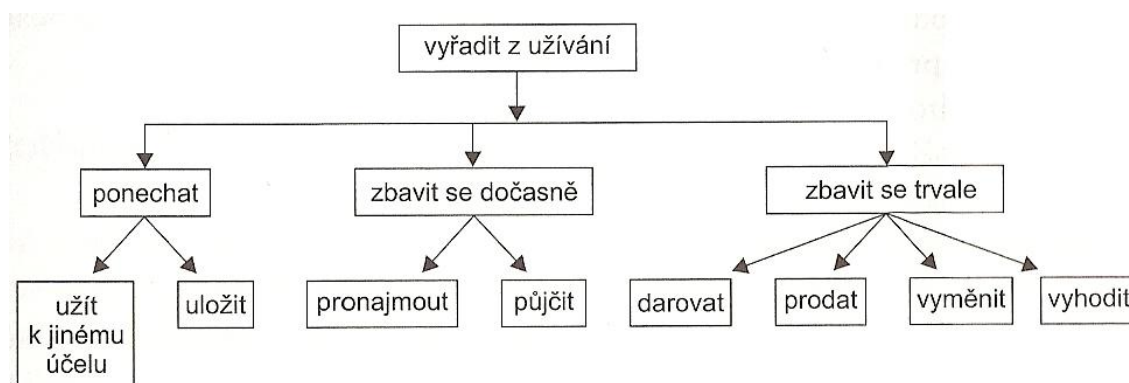 vyřadit z užívání
ponechat
zbavit se dočasně
zbavit se trvale
užít
k jinému
účelu
uložit
pronajmout
půjčit
darovat
prodat
vyměnit
vyhodit